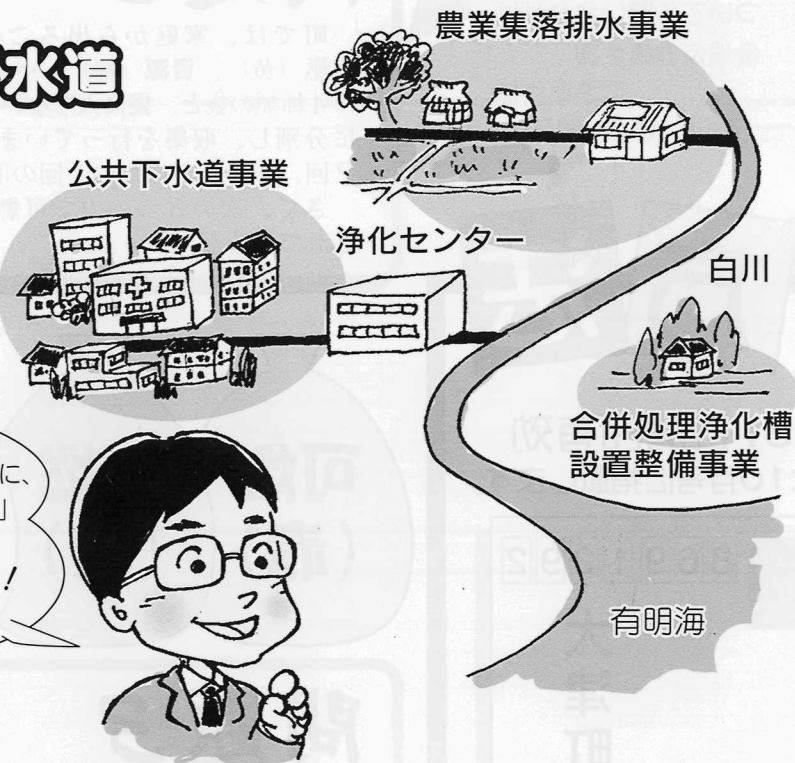 水道
農業集落排水事業
公共下水道事業
浄化センター
白川
合併処理浄化槽
設置整備事業
有明海
に、
」
！